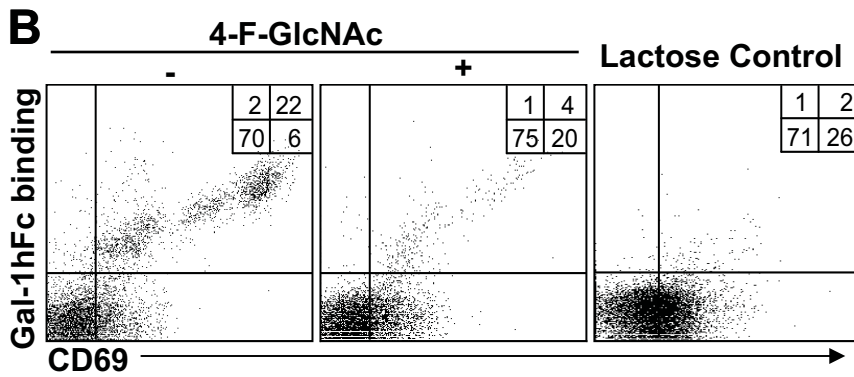 B
4-F-GlcNAc
- +
Lactose Control
Gal-1hFc binding
2 22
70 6
1 4
75 20
1 2
71 26
CD69